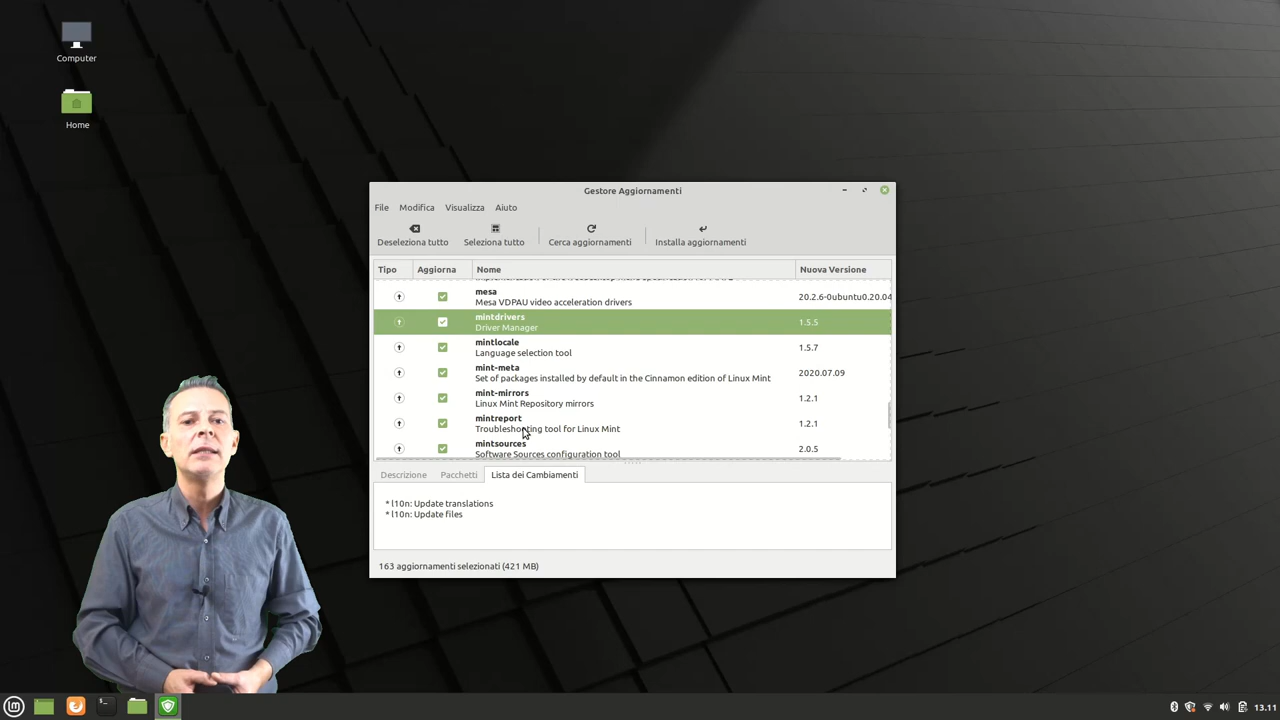 Computer
Home
Gestore Aggiornamenti
File Modifica Visualizza Aiuto
Deseleziona tutto Seleziona tutto Cerca aggiornamenti Installa aggiornamenti
Tipo Aggiorna Nome Nuova Versione
mesa
Mesa VDPAU video acceleration drivers
20.2.6-0ubuntu0.20.04
mintdrivers
Driver Manager
1.5.5
mintlocale
Language selection tool
1.5.7
mint-meta
Set of packages installed by default in the Cinnamon edition of Linux Mint
2020.07.09
mint-mirrors
Linux Mint Repository mirrors
1.2.1
mintreport
Troubleshooting tool for Linux Mint
1.2.1
mintsources
Software Sources configuration tool
2.0.5
Descrizione Pacchetti Lista dei Cambiamenti
* l10n: Update translations
* l10n: Update files
163 aggiornamenti selezionati (421 MB)
13.11